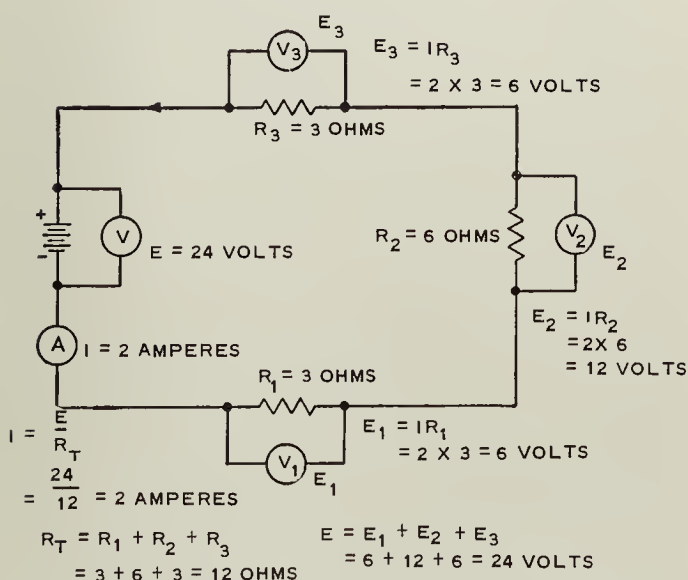 E3
V3
E3 = IR3
= 2 X 3 = 6 VOLTS
R3 = 3 OHMS
+
V
-
E = 24 VOLTS
R2 = 6 OHMS
V2
E2
A
I = 2 AMPERES
E2 = IR2
= 2X 6
= 12 VOLTS
R1 = 3 OHMS
V1
E1
E1 = IR1
= 2 X 3 = 6 VOLTS
I = E/RT
= 24/12 = 2 AMPERES
RT = R1 + R2 + R3
= 3 + 6 + 3 = 12 OHMS
E = E1 + E2 + E3
= 6 + 12 + 6 = 24 VOLTS